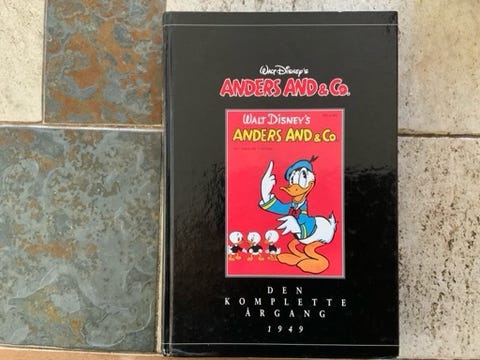 Walt Disney's
ANDERS AND & Co.
WALT DISNEY'S
ANDERS AND & Co.
DEN
KOMPLETTE
ÅRGANG
1949